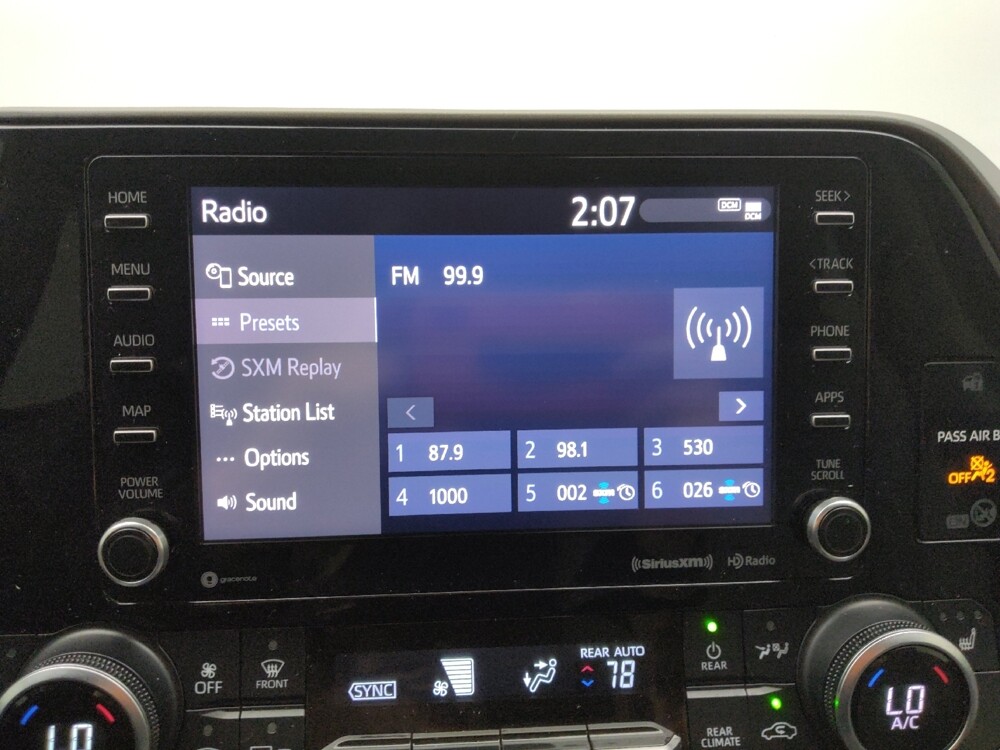 HOME
MENU
AUDIO
MAP
POWER
VOLUME
Radio
2:07
DCM
DCM
Source
Presets
SXM Replay
Station List
... Options
Sound
FM 99.9
<
>
1 87.9
2 98.1
3 530
4 1000
5 002
6 026
SEEK>
<TRACK
PHONE
APPS
TUNE
SCROLL
gracenote
((SiriusXM))
HD Radio
PASS AIR B
OFF 2
OFF
FRONT
SYNC
REAR AUTO
78
REAR
REAR
CLIMATE
LO
LO
A/C